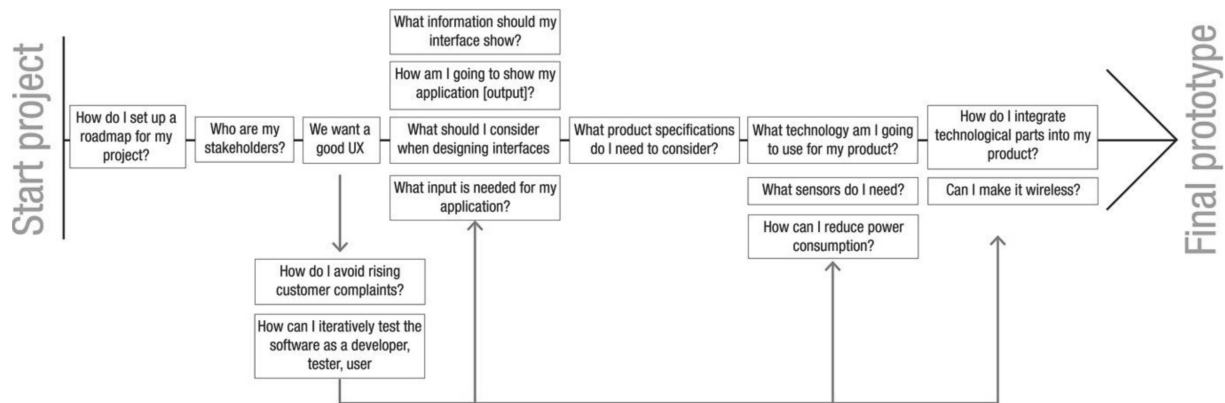 Start project
How do I set up a
roadmap for my
project?
Who are my
stakeholders?
We want a
good UX
What information should my
interface show?
How am I going to show my
application [output]?
What should I consider
when designing interfaces
What input is needed for my
application?
How do I avoid rising
customer complaints?
How can I iteratively test the
software as a developer,
tester, user
What product specifications
do I need to consider?
What technology am I going
to use for my product?
What sensors do I need?
How can I reduce power
consumption?
How do I integrate
technological parts into my
product?
Can I make it wireless?
Final prototype